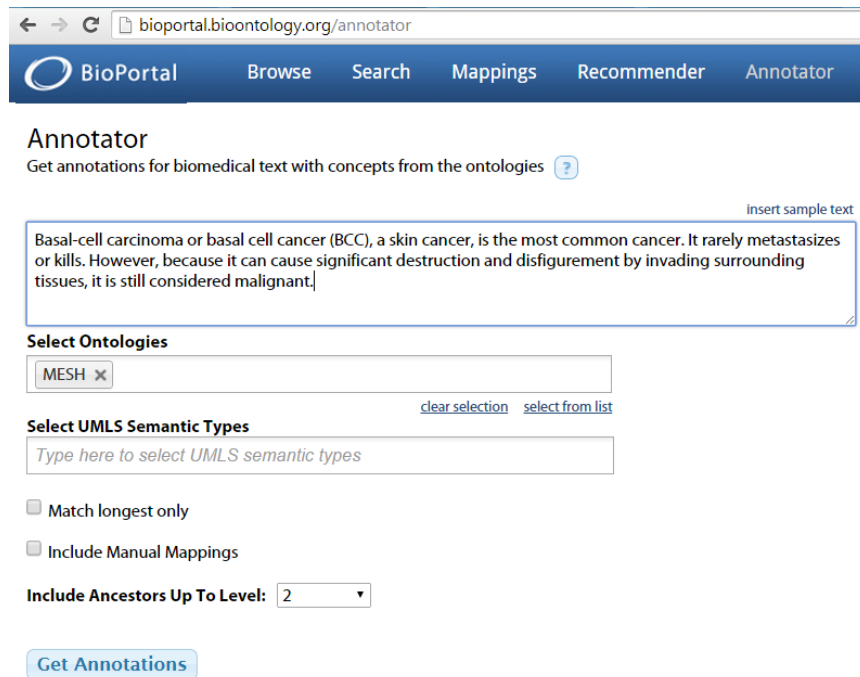 bioportal.bioontology.org/annotator
BioPortal Browse Search Mappings Recommender Annotator
Annotator
Get annotations for biomedical text with concepts from the ontologies ?
insert sample text
Basal-cell carcinoma or basal cell cancer (BCC), a skin cancer, is the most common cancer. It rarely metastasizes
or kills. However, because it can cause significant destruction and disfigurement by invading surrounding
tissues, it is still considered malignant.
Select Ontologies
MESH
clear selection select from list
Select UMLS Semantic Types
Type here to select UMLS semantic types
Match longest only
Include Manual Mappings
Include Ancestors Up To Level: 2
Get Annotations